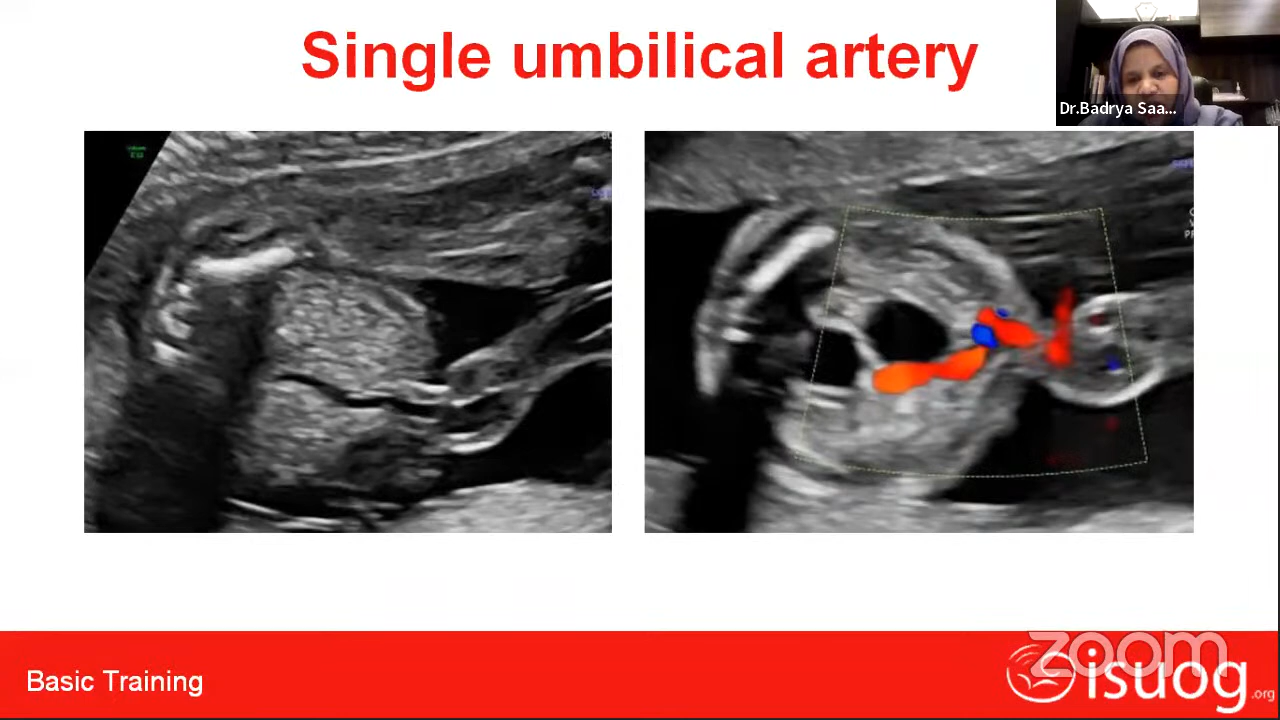 Single umbilical artery
Dr.Badrya Saa...
Basic Training
zoom
isuog
.org